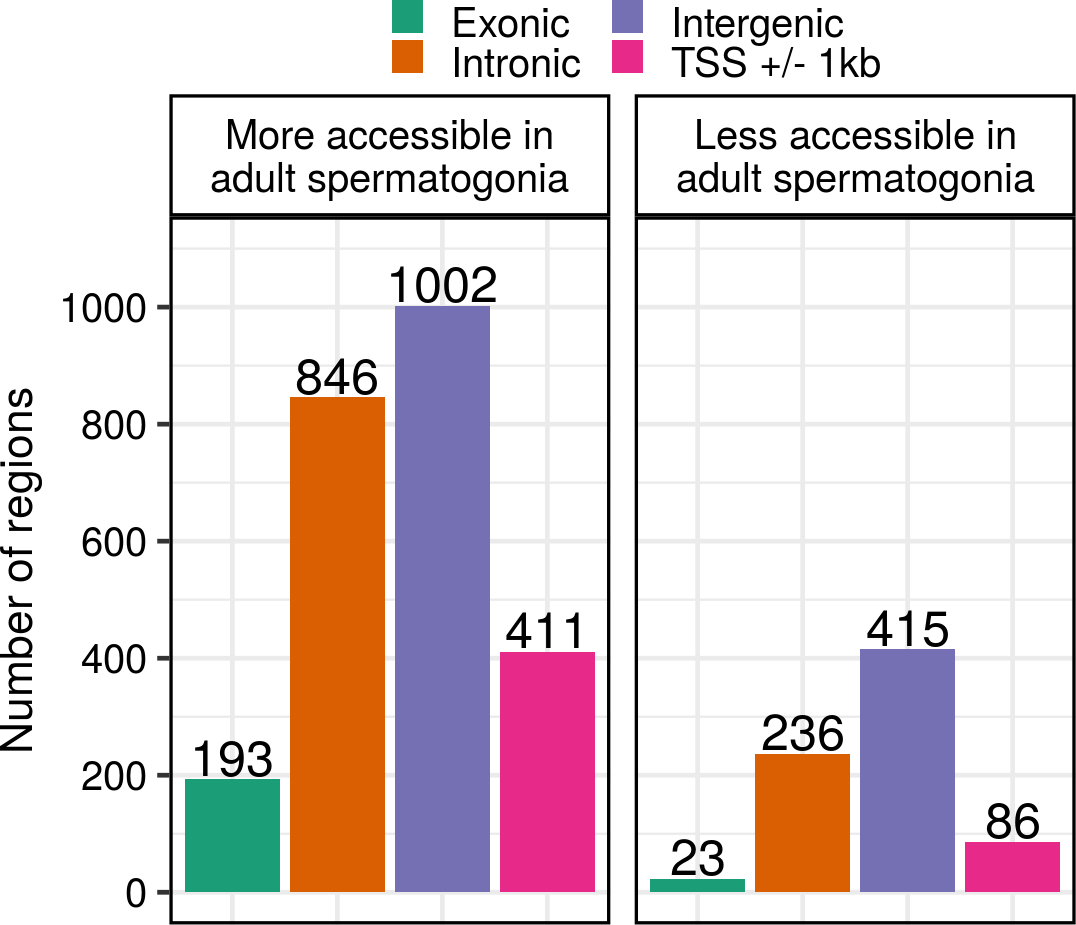 Exonic
Intergenic
Intronic
TSS +/- 1kb
More accessible in
adult spermatogonia
Less accessible in
adult spermatogonia
Number of regions
1000
800
600
400
200
0
193
846
1002
411
23
236
415
86